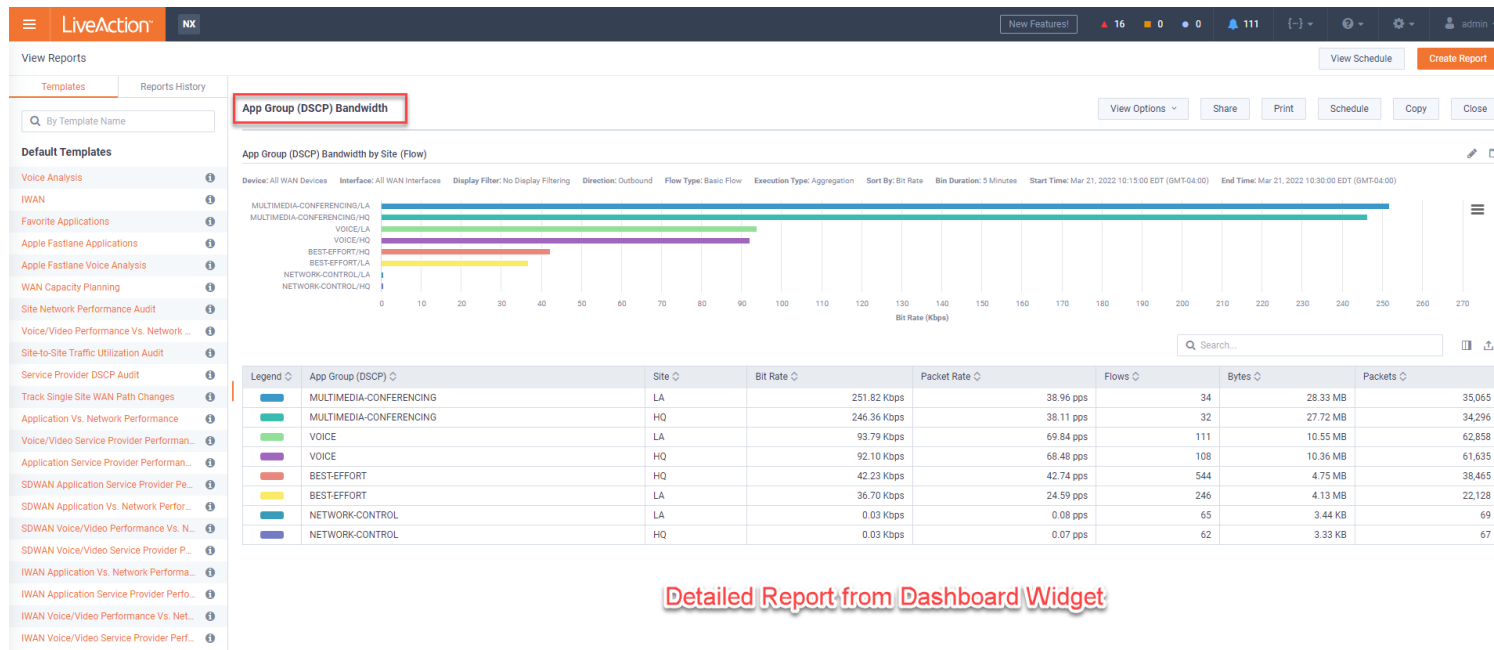 LiveAction NX
New Features! 16 0 0 111 {--} admin
View Reports
View Schedule Create Report
Templates Reports History
By Template Name
Default Templates
Voice Analysis
IWAN
Favorite Applications
Apple Fastlane Applications
Apple Fastlane Voice Analysis
WAN Capacity Planning
Site Network Performance Audit
Voice/Video Performance Vs. Network ...
Site-to-Site Traffic Utilization Audit
Service Provider DSCP Audit
Track Single Site WAN Path Changes
Application Vs. Network Performance
Voice/Video Service Provider Performan...
Application Service Provider Performan...
SDWAN Application Service Provider Pe...
SDWAN Application Vs. Network Perfor...
SDWAN Voice/Video Performance Vs. N...
SDWAN Voice/Video Service Provider P...
IWAN Application Vs. Network Performa...
IWAN Application Service Provider Perfo...
IWAN Voice/Video Performance Vs. Net...
IWAN Voice/Video Service Provider Perf...
App Group (DSCP) Bandwidth
View Options Share Print Schedule Copy Close
App Group (DSCP) Bandwidth by Site (Flow)
Device: All WAN Devices Interface: All WAN Interfaces Display Filter: No Display Filtering Direction: Outbound Flow Type: Basic Flow Execution Type: Aggregation Sort By: Bit Rate Bin Duration: 5 Minutes Start Time: Mar 21, 2022 10:15:00 EDT (GMT-04:00) End Time: Mar 21, 2022 10:30:00 EDT (GMT-04:00)
MULTIMEDIA-CONFERENCING/LA
MULTIMEDIA-CONFERENCING/HQ
VOICE/LA
VOICE/HQ
BEST-EFFORT/HQ
BEST-EFFORT/LA
NETWORK-CONTROL/LA
NETWORK-CONTROL/HQ
0 10 20 30 40 50 60 70 80 90 100 110 120 130 140 150 160 170 180 190 200 210 220 230 240 250 260 270
Bit Rate (Kbps)
Search...
Legend App Group (DSCP) Site Bit Rate Packet Rate Flows Bytes Packets
MULTIMEDIA-CONFERENCING LA 251.82 Kbps 38.96 pps 34 28.33 MB 35,065
MULTIMEDIA-CONFERENCING HQ 246.36 Kbps 38.11 pps 32 27.72 MB 34,296
VOICE LA 93.79 Kbps 69.84 pps 111 10.55 MB 62,858
VOICE HQ 92.10 Kbps 68.48 pps 108 10.36 MB 61,635
BEST-EFFORT HQ 42.23 Kbps 42.74 pps 544 4.75 MB 38,465
BEST-EFFORT LA 36.70 Kbps 24.59 pps 246 4.13 MB 22,128
NETWORK-CONTROL LA 0.03 Kbps 0.08 pps 65 3.44 KB 69
NETWORK-CONTROL HQ 0.03 Kbps 0.07 pps 62 3.33 KB 67
Detailed Report from Dashboard Widget